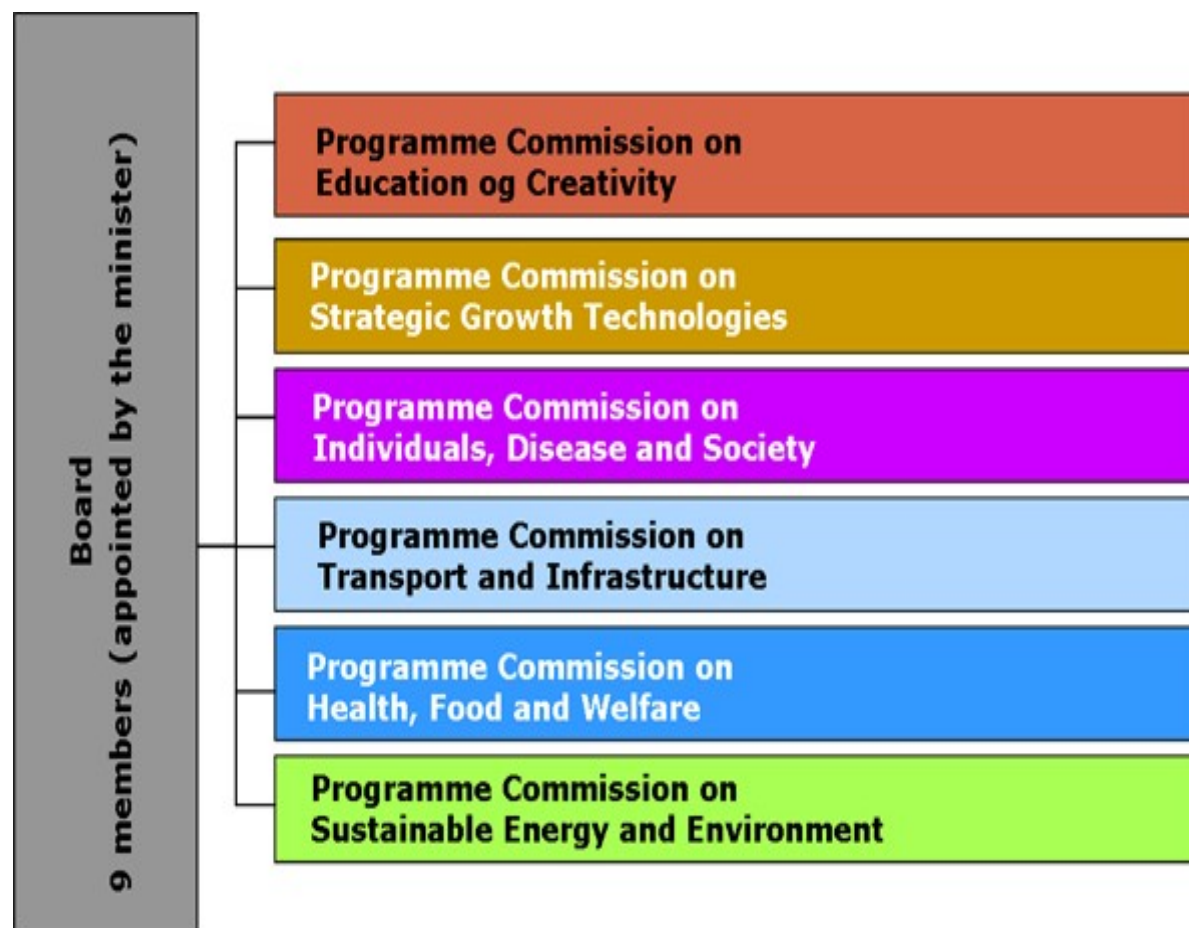 Board
9 members (appointed by the minister)
Programme Commission on
Education og Creativity
Programme Commission on
Strategic Growth Technologies
Programme Commission on
Individuals, Disease and Society
Programme Commission on
Transport and Infrastructure
Programme Commission on
Health, Food and Welfare
Programme Commission on
Sustainable Energy and Environment